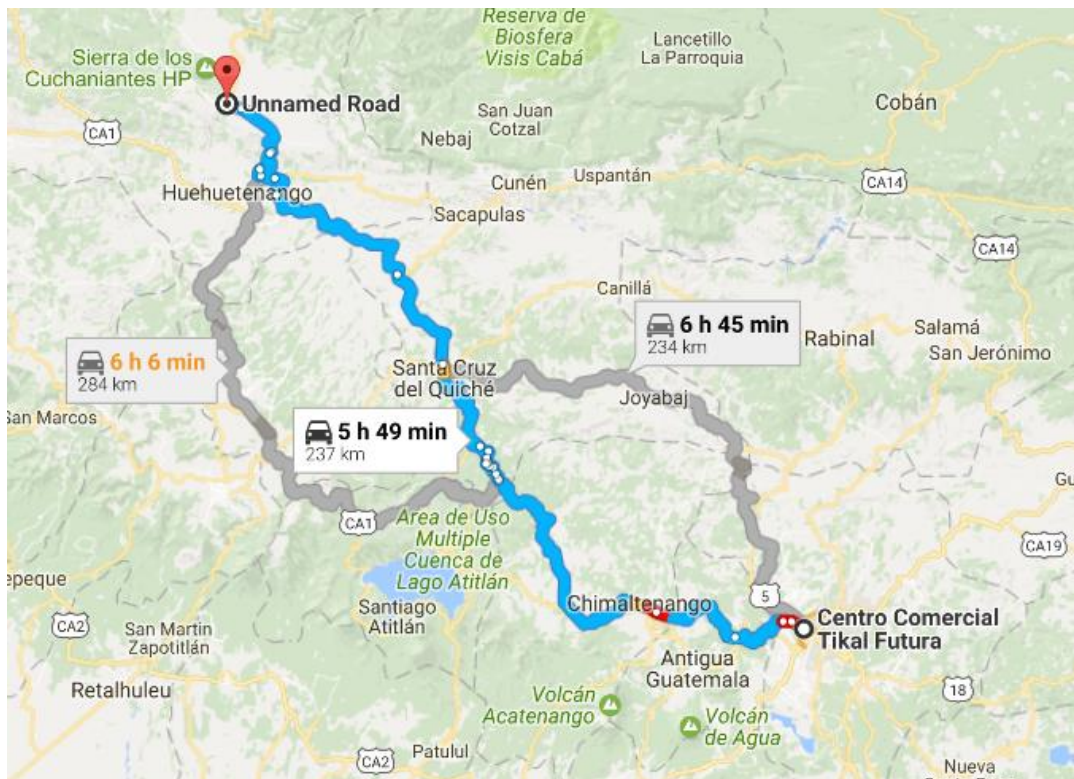 Reserva de
Biosfera
Visis Cabá
Lancetillo
La Parroquia
Sierra de los
Cuchaniantes HP
Unnamed Road
San Juan
Cotzal
Cobán
CA1
Nebaj
Huehuetenango
Cunén
Uspantán
CA14
Sacapulas
CA14
Canillá
6 h 45 min
234 km
Rabinal
Salamá
San Jerónimo
6 h 6 min
284 km
Santa Cruz
del Quiché
Joyabaj
San Marcos
5 h 49 min
237 km
Gu
CA1
Area de Uso
Multiple
Cuenca de
Lago Atitlán
CA19
epeque
Santiago
Atitlán
Chimaltenango
5
Centro Comercial
Tikal Futura
CA2
San Martin
Zapotitlán
Antigua
Guatemala
Retalhuleu
18
Volcán
Acatenango
Volcán
de Agua
Patulul
CA2
Nueva